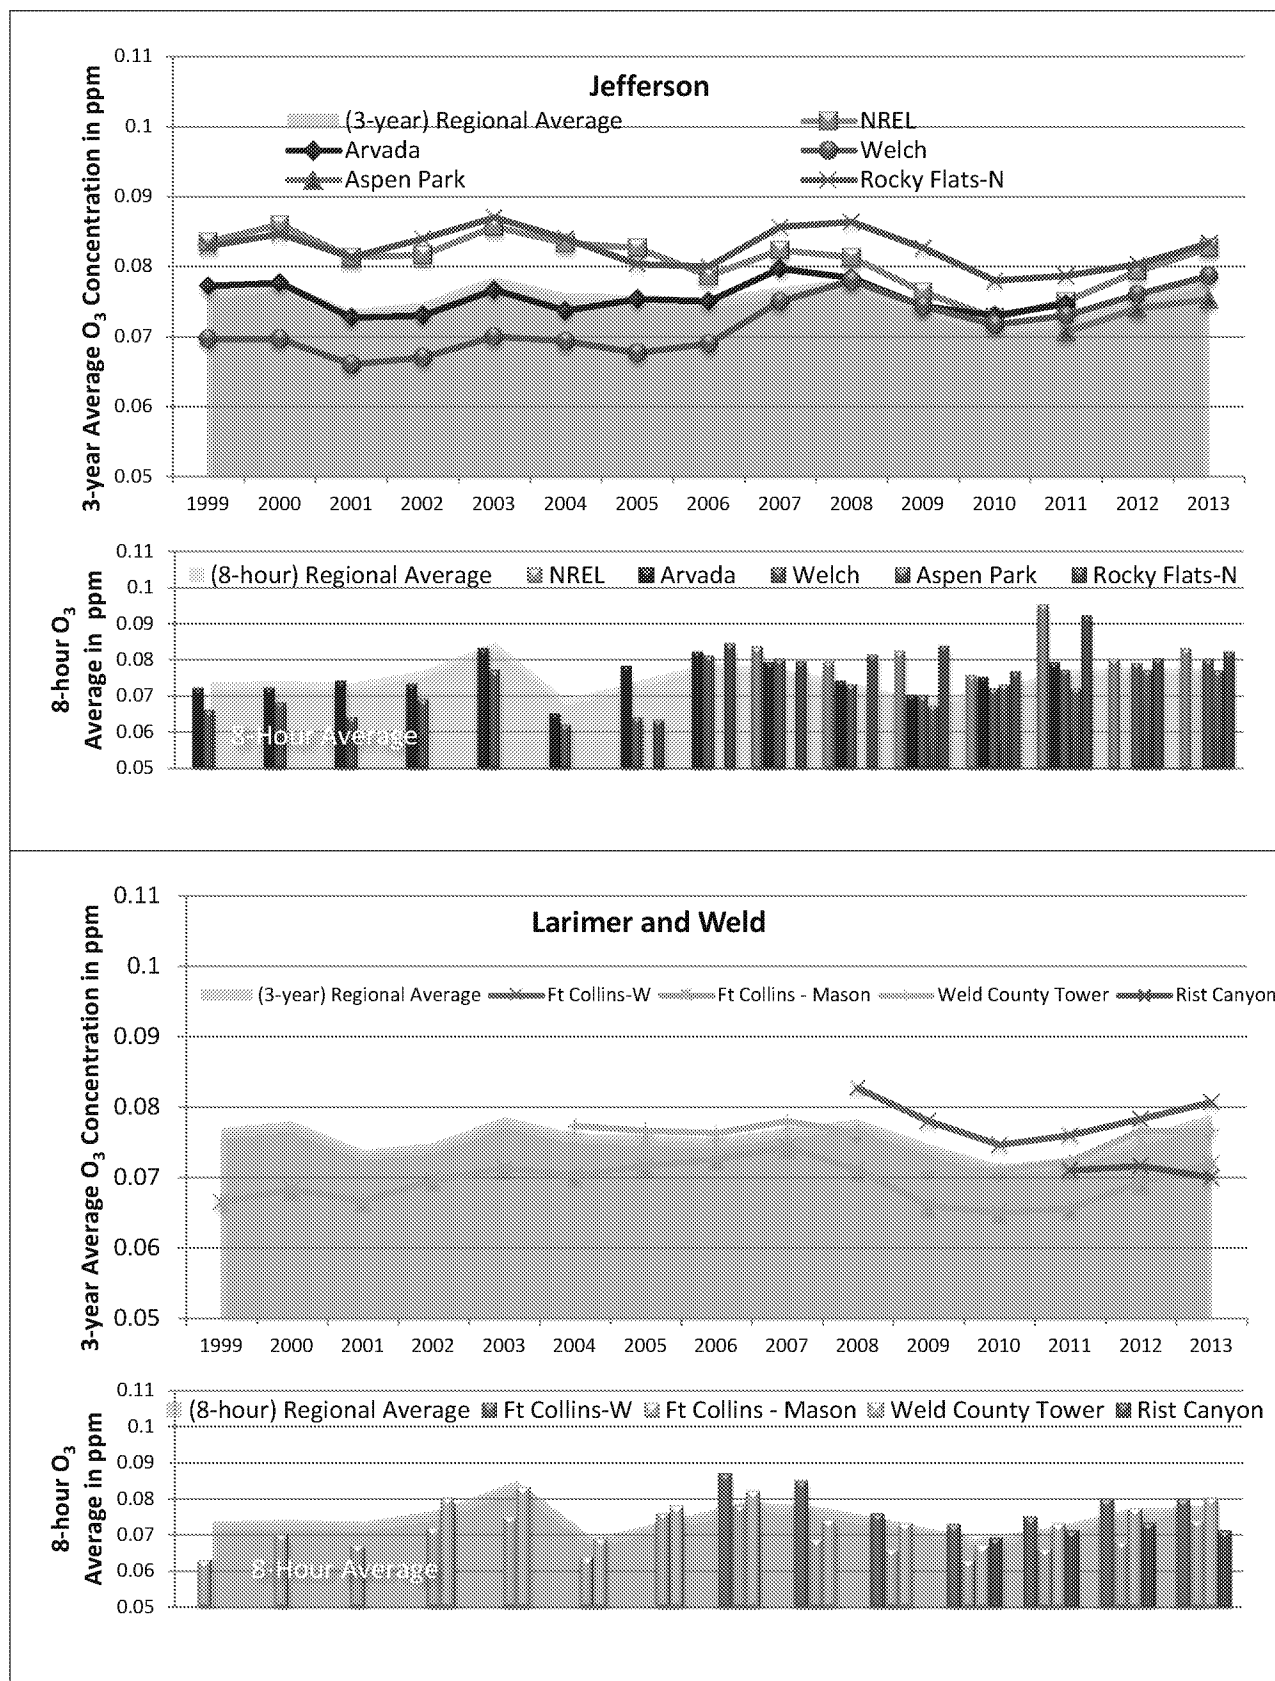 Jefferson
3-year Average O3 Concentration in ppm
0.11
0.1
0.09
0.08
0.07
0.06
0.05
(3-year) Regional Average
NREL
Arvada
Welch
Aspen Park
Rocky Flats-N
1999 2000 2001 2002 2003 2004 2005 2006 2007 2008 2009 2010 2011 2012 2013
8-hour O3
Average in ppm
0.11
0.1
0.09
0.08
0.07
0.06
0.05
(8-hour) Regional Average NREL Arvada Welch Aspen Park Rocky Flats-N
8-Hour Average
Larimer and Weld
3-year Average O3 Concentration in ppm
0.11
0.1
0.09
0.08
0.07
0.06
0.05
(3-year) Regional Average Ft Collins-W Ft Collins - Mason Weld County Tower Rist Canyon
1999 2000 2001 2002 2003 2004 2005 2006 2007 2008 2009 2010 2011 2012 2013
8-hour O3
Average in ppm
0.11
0.1
0.09
0.08
0.07
0.06
0.05
(8-hour) Regional Average Ft Collins-W Ft Collins - Mason Weld County Tower Rist Canyon
8-Hour Average